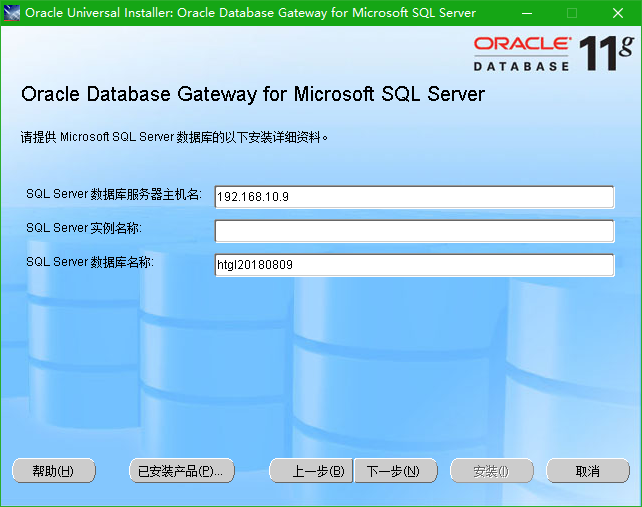 Oracle Universal Installer: Oracle Database Gateway for Microsoft SQL Server
ORACLE
DATABASE 11g
Oracle Database Gateway for Microsoft SQL Server
请提供 Microsoft SQL Server 数据库的以下安装详细资料。
SQL Server 数据库服务器主机名: 192.168.10.9
SQL Server 实例名称:
SQL Server 数据库名称: htgl20180809
帮助(H) 已安装产品(P)... 上一步(B) 下一步(N) 安装(I) 取消